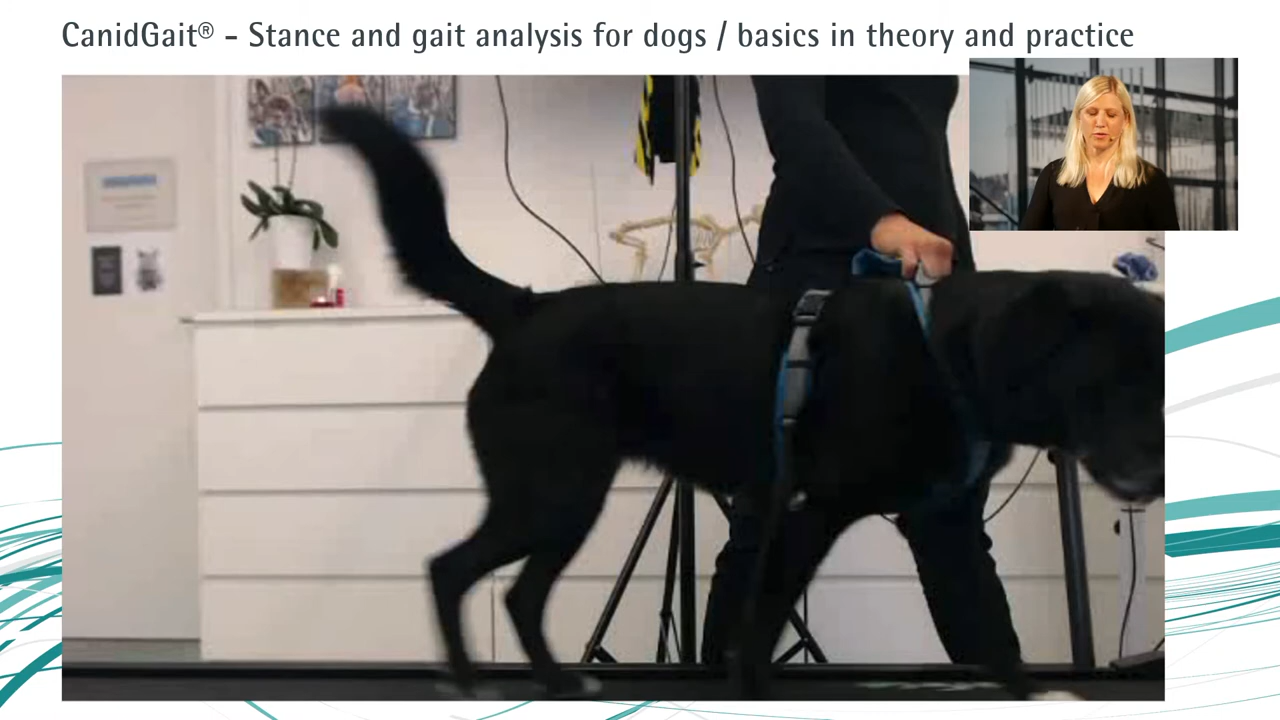 CanidGait® - Stance and gait analysis for dogs / basics in theory and practice